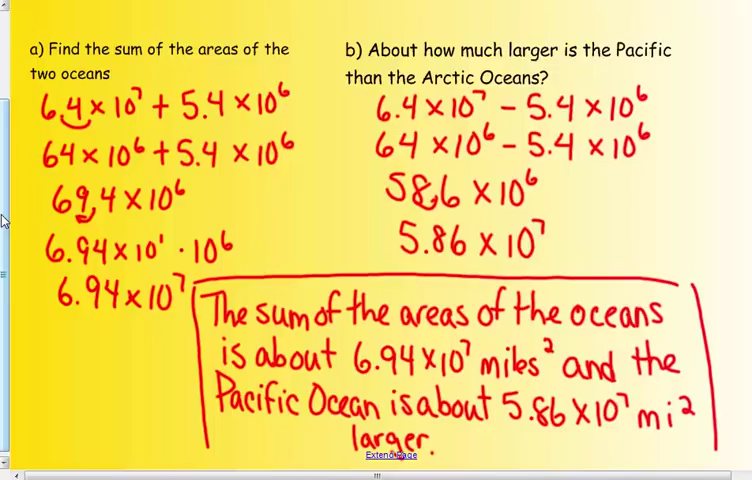 a) Find the sum of the areas of the
two oceans
6.4 × 10⁷ + 5.4 × 10⁶
64 × 10⁶ + 5.4 × 10⁶
69.4 × 10⁶
6.94 × 10¹ · 10⁶
6.94 × 10⁷
b) About how much larger is the Pacific
than the Arctic Oceans?
6.4 × 10⁷ - 5.4 × 10⁶
64 × 10⁶ - 5.4 × 10⁶
58.6 × 10⁶
5.86 × 10⁷
The sum of the areas of the oceans
is about 6.94 × 10⁷ miles² and the
Pacific Ocean is about 5.86 × 10⁷ mi²
larger.
Extend Page